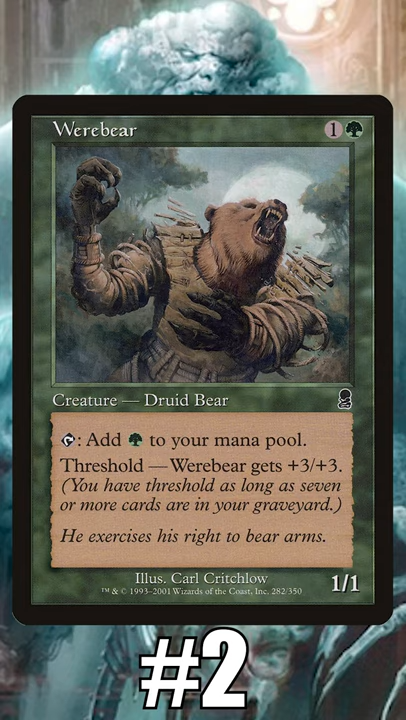 Werebear 1
Creature — Druid Bear
: Add to your mana pool.
Threshold — Werebear gets +3/+3.
(You have threshold as long as seven
or more cards are in your graveyard.)
He exercises his right to bear arms.
Illus. Carl Critchlow
™ & © 1993–2001 Wizards of the Coast, Inc. 282/350
1/1
#2